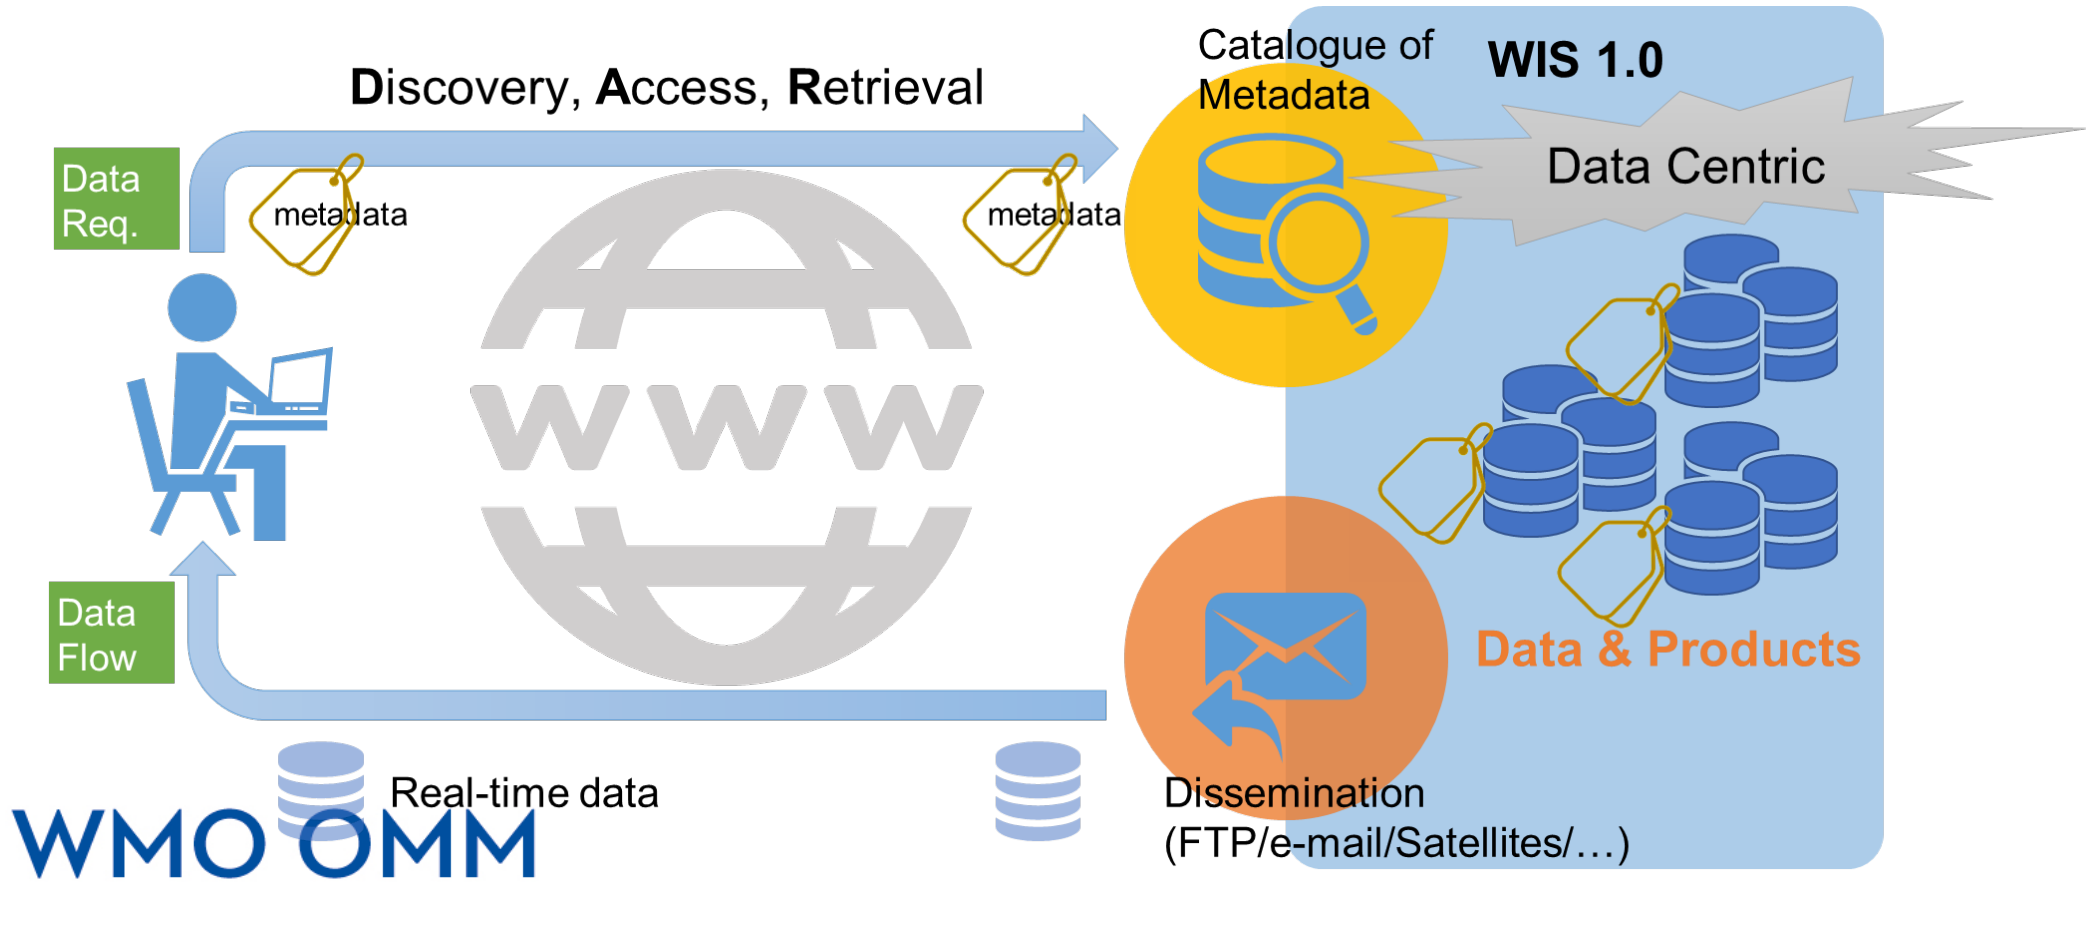 Discovery, Access, Retrieval
Catalogue of
Metadata
WIS 1.0
Data Centric
Data
Req.
metadata
metadata
www
Data
Flow
Data & Products
Real-time data
Dissemination
(FTP/e-mail/Satellites/…)
WMO OMM